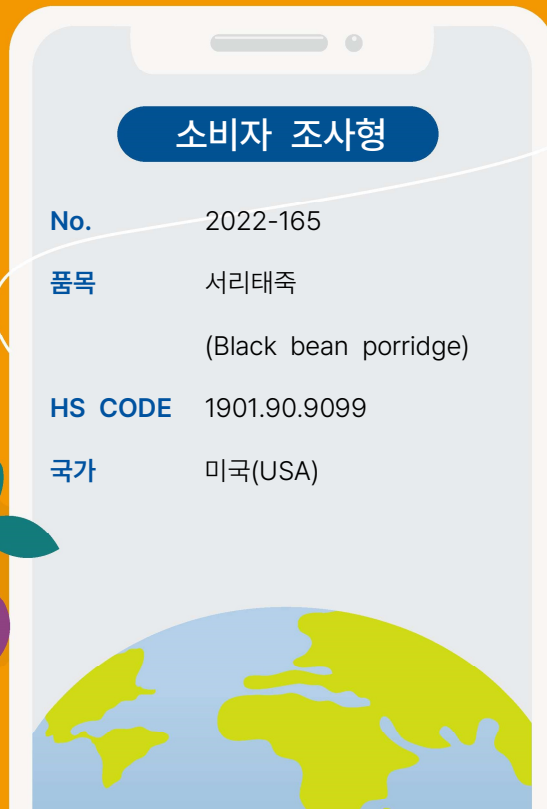 소비자 조사형
No. 2022-165
품목 서리태죽
(Black bean porridge)
HS CODE 1901.90.9099
국가 미국(USA)